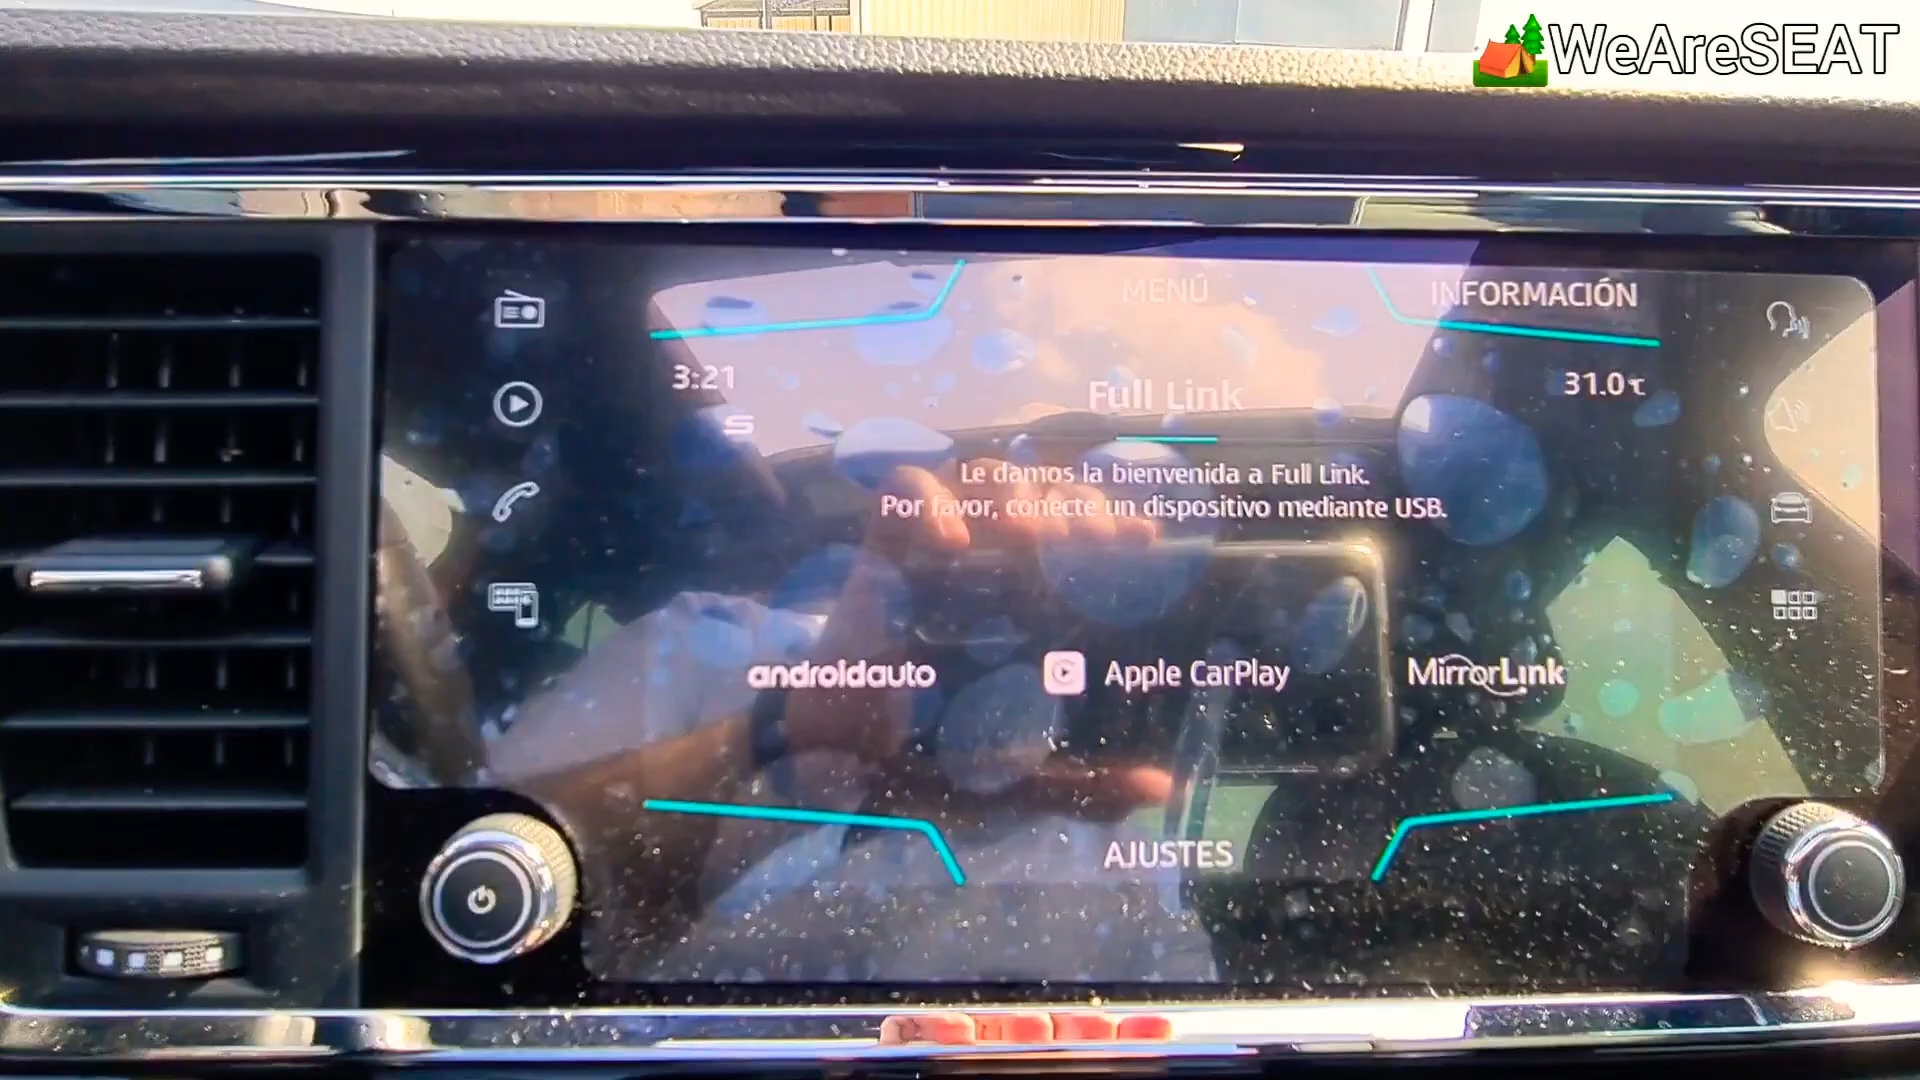 WeAreSEAT
MENÚ
INFORMACIÓN
3:21
31.0℃
Full Link
Le damos la bienvenida a Full Link.
Por favor, conecte un dispositivo mediante USB.
androidauto
Apple CarPlay
MirrorLink
AJUSTES